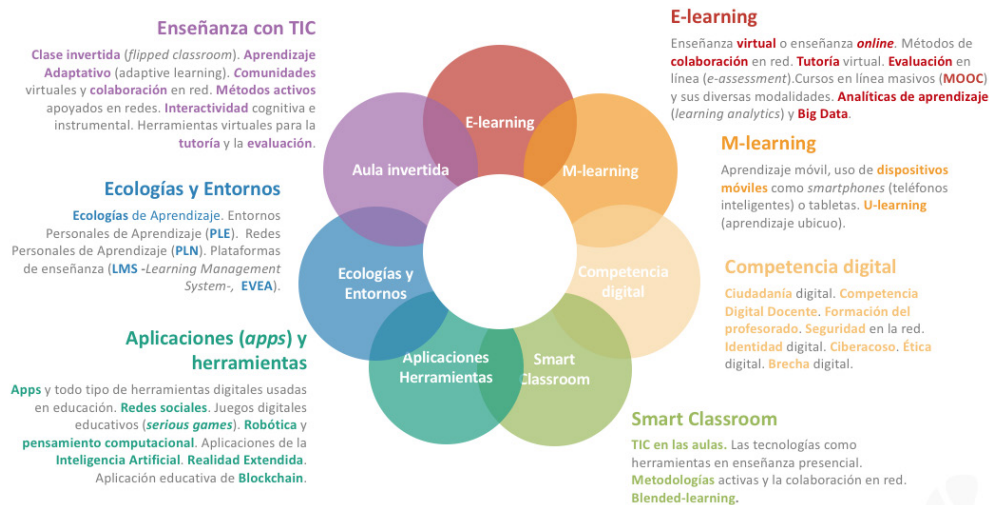 Enseñanza con TIC
Clase invertida (flipped classroom). Aprendizaje
Adaptativo (adaptive learning). Comunidades
virtuales y colaboración en red. Métodos activos
apoyados en redes. Interactividad cognitiva e
instrumental. Herramientas virtuales para la
tutoría y la evaluación.
Ecologías y Entornos
Ecologías de Aprendizaje. Entornos
Personales de Aprendizaje (PLE). Redes
Personales de Aprendizaje (PLN). Plataformas
de enseñanza (LMS -Learning Management
System-, EVEA).
Aplicaciones (apps) y
herramientas
Apps y todo tipo de herramientas digitales usadas
en educación. Redes sociales. Juegos digitales
educativos (serious games). Robótica y
pensamiento computacional. Aplicaciones de la
Inteligencia Artificial. Realidad Extendida.
Aplicación educativa de Blockchain.
E-learning
Aula invertida
M-learning
Ecologías y
Entornos
Competencia
digital
Aplicaciones
Herramientas
Smart
Classroom
E-learning
Enseñanza virtual o enseñanza online. Métodos de
colaboración en red. Tutoría virtual. Evaluación en
línea (e-assessment).Cursos en línea masivos (MOOC)
y sus diversas modalidades. Analíticas de aprendizaje
(learning analytics) y Big Data.
M-learning
Aprendizaje móvil, uso de dispositivos
móviles como smartphones (teléfonos
inteligentes) o tabletas. U-learning
(aprendizaje ubicuo).
Competencia digital
Ciudadanía digital. Competencia
Digital Docente. Formación del
profesorado. Seguridad en la red.
Identidad digital. Ciberacoso. Ética
digital. Brecha digital.
Smart Classroom
TIC en las aulas. Las tecnologías como
herramientas en enseñanza presencial.
Metodologías activas y la colaboración en red.
Blended-learning.